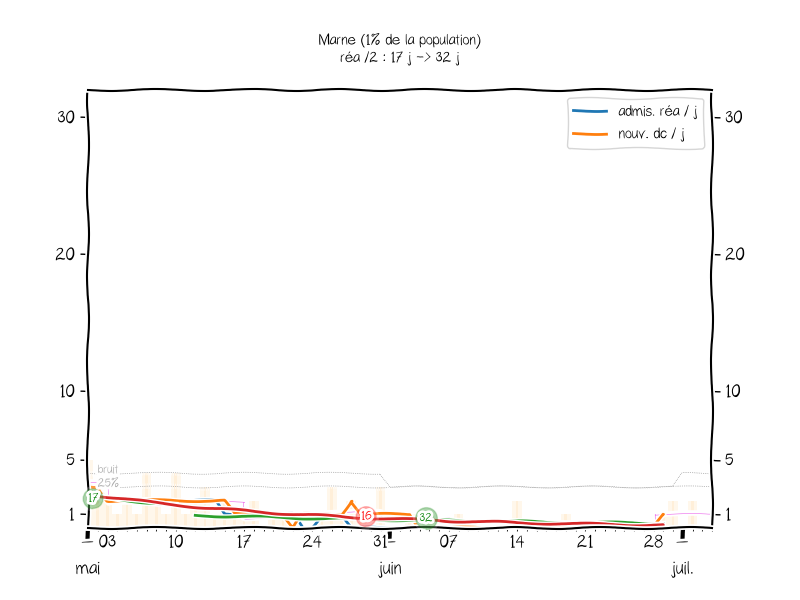 Marne (1% de la population)
réa /2 : 17 j -> 32 j
30
30
admis. réa / j
nouv. dc / j
20
20
10
10
5
5
bruit
25%
17
16
32
1
1
03 10 17 24 31 07 14 21 28
mai juin juil.